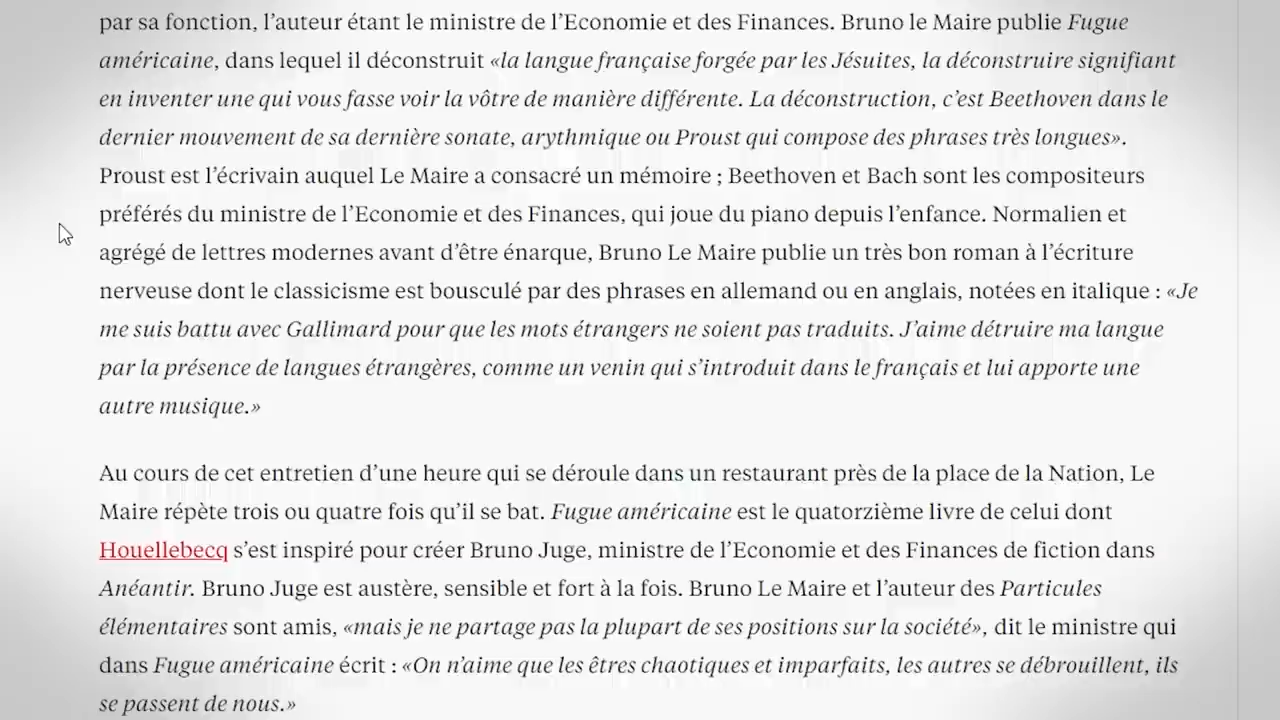 par sa fonction, l’auteur étant le ministre de l’Economie et des Finances. Bruno le Maire publie Fugue
américaine, dans lequel il déconstruit «la langue française forgée par les Jésuites, la déconstruire signifiant
en inventer une qui vous fasse voir la vôtre de manière différente. La déconstruction, c’est Beethoven dans le
dernier mouvement de sa dernière sonate, arythmique ou Proust qui compose des phrases très longues».
Proust est l’écrivain auquel Le Maire a consacré un mémoire ; Beethoven et Bach sont les compositeurs
préférés du ministre de l’Economie et des Finances, qui joue du piano depuis l’enfance. Normalien et
agrégé de lettres modernes avant d’être énarque, Bruno Le Maire publie un très bon roman à l’écriture
nerveuse dont le classicisme est bousculé par des phrases en allemand ou en anglais, notées en italique : «Je
me suis battu avec Gallimard pour que les mots étrangers ne soient pas traduits. J’aime détruire ma langue
par la présence de langues étrangères, comme un venin qui s’introduit dans le français et lui apporte une
autre musique.»
Au cours de cet entretien d’une heure qui se déroule dans un restaurant près de la place de la Nation, Le
Maire répète trois ou quatre fois qu’il se bat. Fugue américaine est le quatorzième livre de celui dont
Houellebecq s’est inspiré pour créer Bruno Juge, ministre de l’Economie et des Finances de fiction dans
Anéantir. Bruno Juge est austère, sensible et fort à la fois. Bruno Le Maire et l’auteur des Particules
élémentaires sont amis, «mais je ne partage pas la plupart de ses positions sur la société», dit le ministre qui
dans Fugue américaine écrit : «On n’aime que les êtres chaotiques et imparfaits, les autres se débrouillent, ils
se passent de nous.»